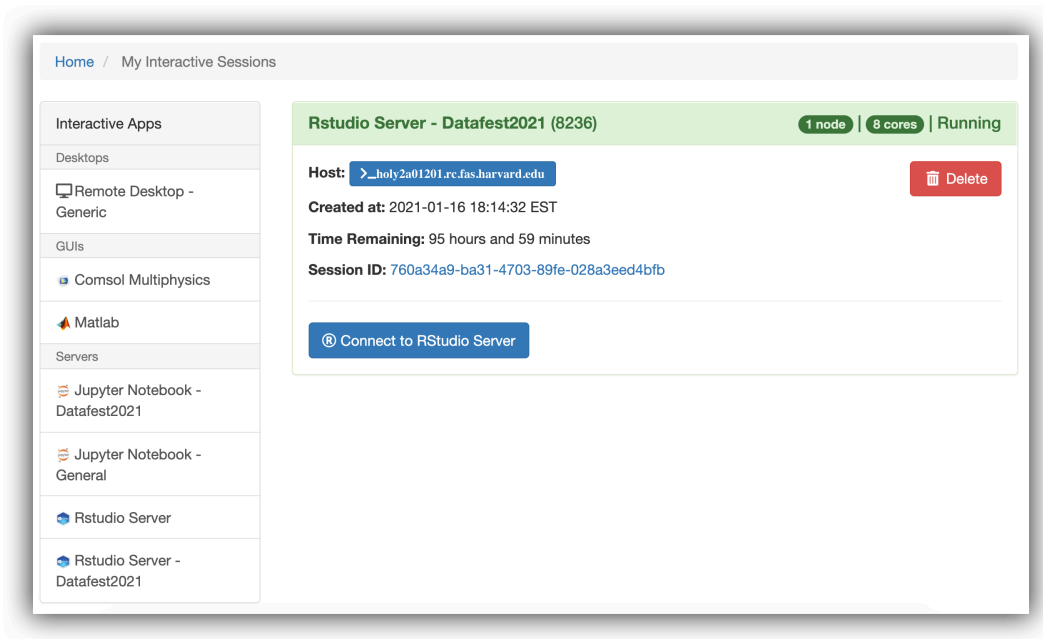 Home / My Interactive Sessions
Interactive Apps
Desktops
Remote Desktop -
Generic
GUIs
Comsol Multiphysics
Matlab
Servers
Jupyter Notebook -
Datafest2021
Jupyter Notebook -
General
Rstudio Server
Rstudio Server -
Datafest2021
Rstudio Server - Datafest2021 (8236) 1 node | 8 cores | Running
Host: >_holy2a01201.rc.fas.harvard.edu
Delete
Created at: 2021-01-16 18:14:32 EST
Time Remaining: 95 hours and 59 minutes
Session ID: 760a34a9-ba31-4703-89fe-028a3eed4bfb
® Connect to RStudio Server